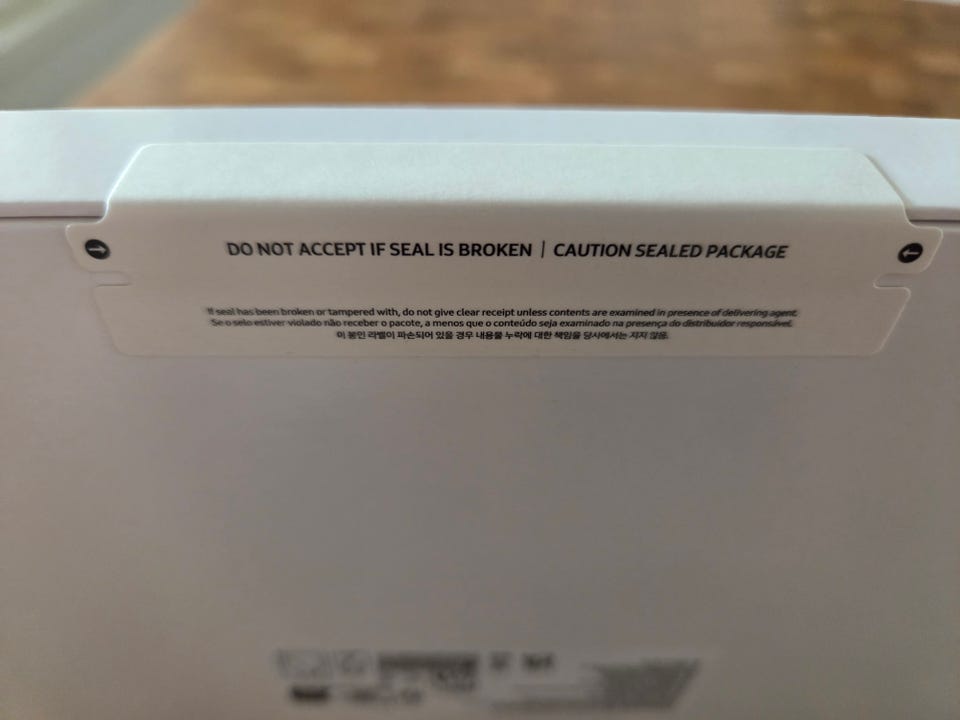 DO NOT ACCEPT IF SEAL IS BROKEN | CAUTION SEALED PACKAGE
If seal has been broken or tampered with, do not give clear receipt unless contents are examined in presence of delivering agent.
Se o selo estiver violado não receber o pacote, a menos que o conteúdo seja examinado na presença do distribuidor responsável.
이 봉인 라벨이 파손되어 있을 경우 내용물 누락에 대한 책임을 당사에서는 지지 않음.